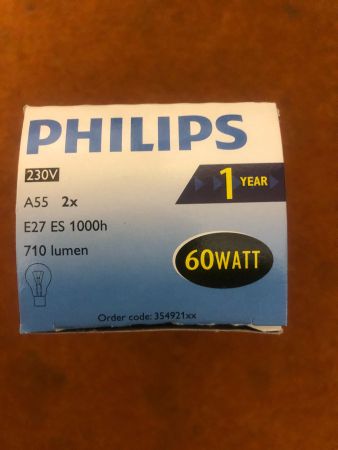 PHILIPS
230V
1 YEAR
A55 2x
E27 ES 1000h
710 lumen
60WATT
Order code: 354921xx